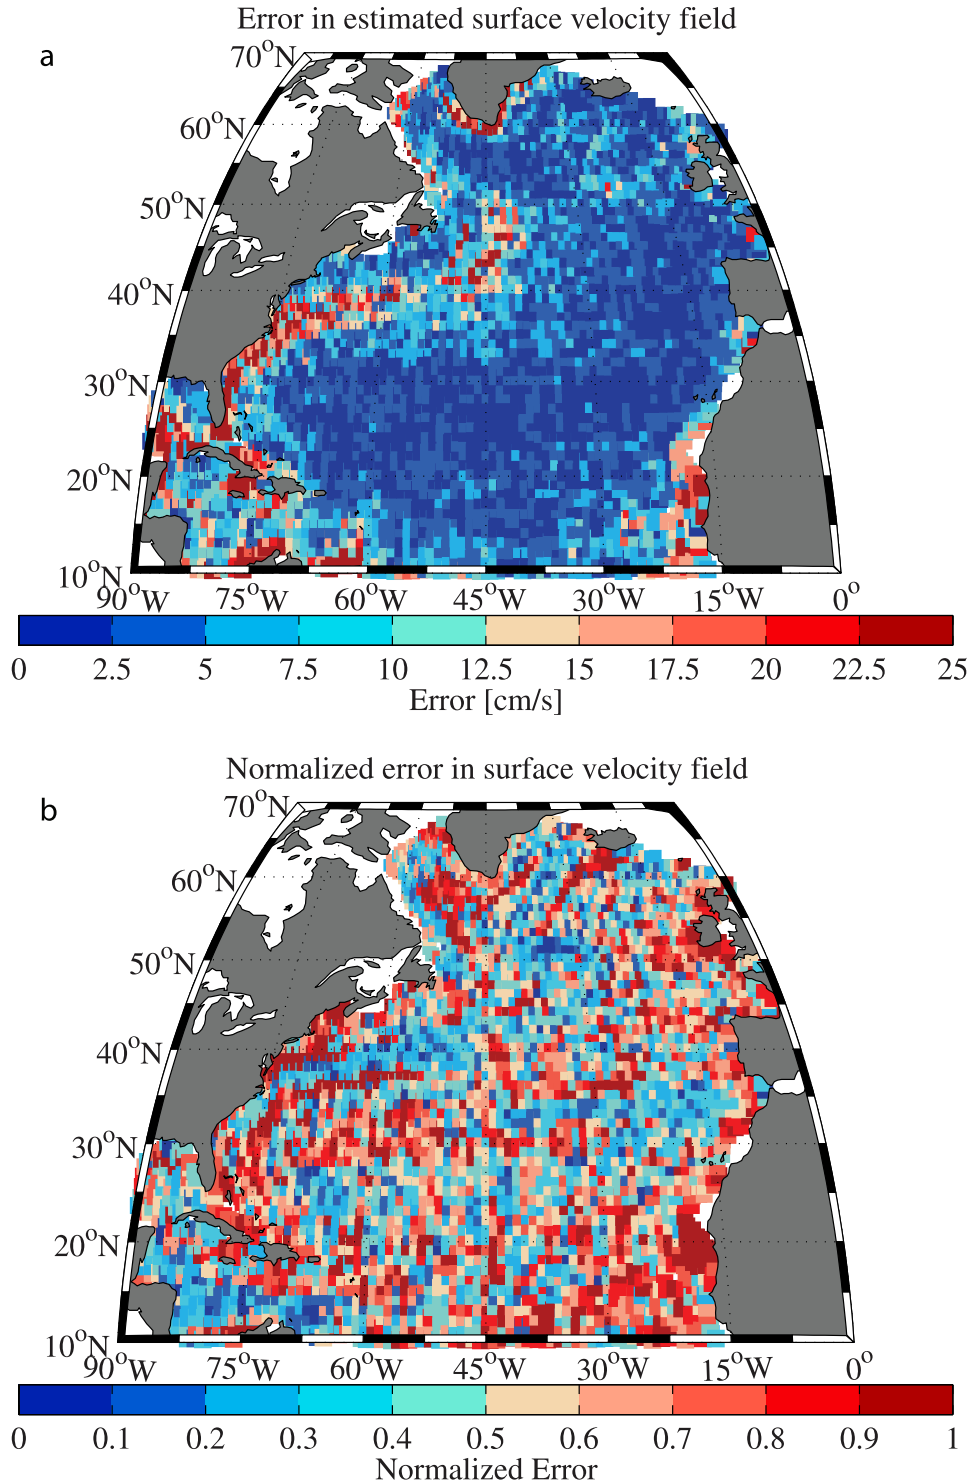 Error in estimated surface velocity field
a
70°N
60°N
50°N
40°N
30°N
20°N
10°N
90°W 75°W 60°W 45°W 30°W 15°W 0°
0 2.5 5 7.5 10 12.5 15 17.5 20 22.5 25
Error [cm/s]
Normalized error in surface velocity field
b
70°N
60°N
50°N
40°N
30°N
20°N
10°N
90°W 75°W 60°W 45°W 30°W 15°W 0°
0 0.1 0.2 0.3 0.4 0.5 0.6 0.7 0.8 0.9 1
Normalized Error